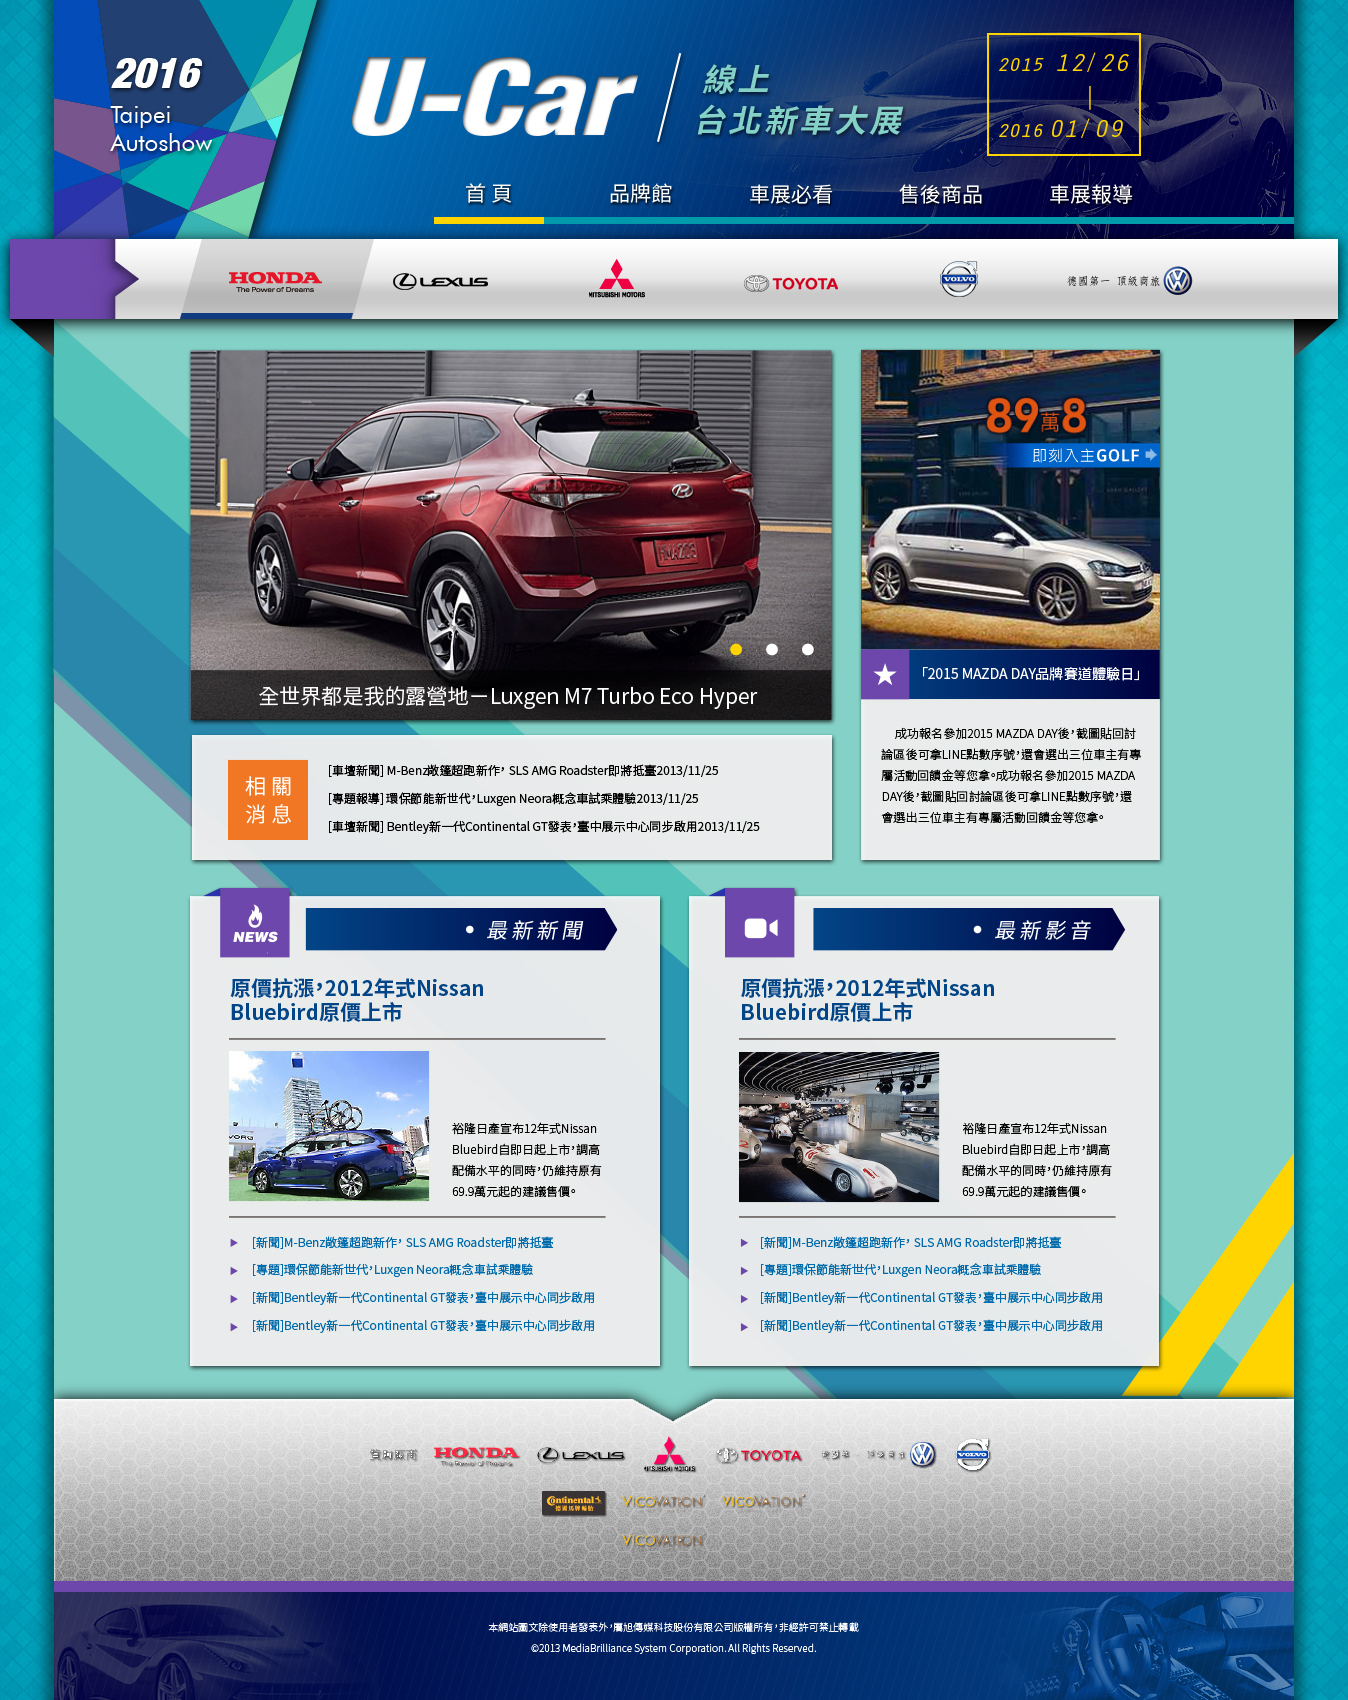 2016
Taipei
Autoshow
U-Car
線上
台北新車大展
2015 12/26
2016 01/09
首頁 品牌館 車展必看 售後商品 車展報導
HONDA
The Power of Dreams
LEXUS
MITSUBISHI MOTORS
TOYOTA
VOLVO
德國第一 頂級商旅
89萬8
即刻入主GOLF
全世界都是我的露營地－Luxgen M7 Turbo Eco Hyper
「2015 MAZDA DAY品牌賽道體驗日」
成功報名參加2015 MAZDA DAY後，截圖貼回討
論區後可拿LINE點數序號，還會選出三位車主有專
屬活動回饋金等您拿。成功報名參加2015 MAZDA
DAY後，截圖貼回討論區後可拿LINE點數序號，還
會選出三位車主有專屬活動回饋金等您拿。
相關
消息
[車壇新聞] M-Benz敞篷超跑新作， SLS AMG Roadster即將抵臺2013/11/25
[專題報導] 環保節能新世代，Luxgen Neora概念車試乘體驗2013/11/25
[車壇新聞] Bentley新一代Continental GT發表，臺中展示中心同步啟用2013/11/25
NEWS
• 最新新聞
原價抗漲，2012年式Nissan
Bluebird原價上市
裕隆日產宣布12年式Nissan
Bluebird自即日起上市，調高
配備水平的同時，仍維持原有
69.9萬元起的建議售價。
[新聞]M-Benz敞篷超跑新作， SLS AMG Roadster即將抵臺
[專題]環保節能新世代，Luxgen Neora概念車試乘體驗
[新聞]Bentley新一代Continental GT發表，臺中展示中心同步啟用
[新聞]Bentley新一代Continental GT發表，臺中展示中心同步啟用
• 最新影音
原價抗漲，2012年式Nissan
Bluebird原價上市
裕隆日產宣布12年式Nissan
Bluebird自即日起上市，調高
配備水平的同時，仍維持原有
69.9萬元起的建議售價。
[新聞]M-Benz敞篷超跑新作， SLS AMG Roadster即將抵臺
[專題]環保節能新世代，Luxgen Neora概念車試乘體驗
[新聞]Bentley新一代Continental GT發表，臺中展示中心同步啟用
[新聞]Bentley新一代Continental GT發表，臺中展示中心同步啟用
贊助廠商
HONDA
The Power of Dreams
LEXUS
MITSUBISHI MOTORS
TOYOTA
VOLVO
Continental
德國馬牌輪胎
VICOVATION
VICOVATION
VICOVATION
本網站圖文除使用者發表外，屬旭傳媒科技股份有限公司版權所有，非經許可禁止轉載
©2013 MediaBrilliance System Corporation. All Rights Reserved.